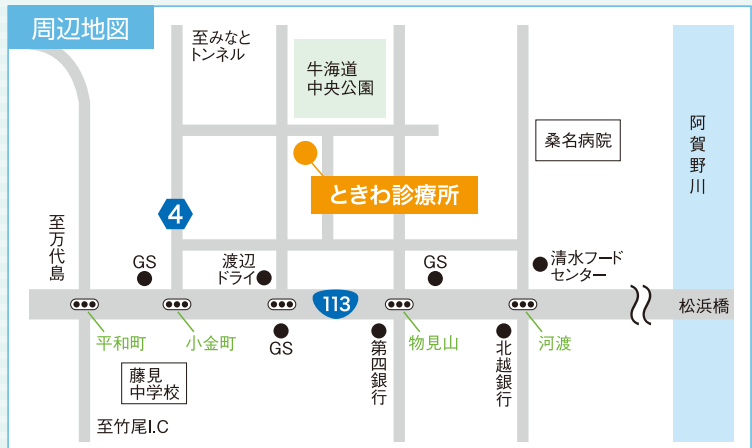 周辺地図
至みなと
トンネル
牛海道
中央公園
桑名病院
阿賀野川
ときわ診療所
4
至万代島
GS
渡辺
ドライ
GS
清水フード
センター
113
松浜橋
平和町
小金町
GS
第四銀行
物見山
北越銀行
河渡
藤見
中学校
至竹尾I.C